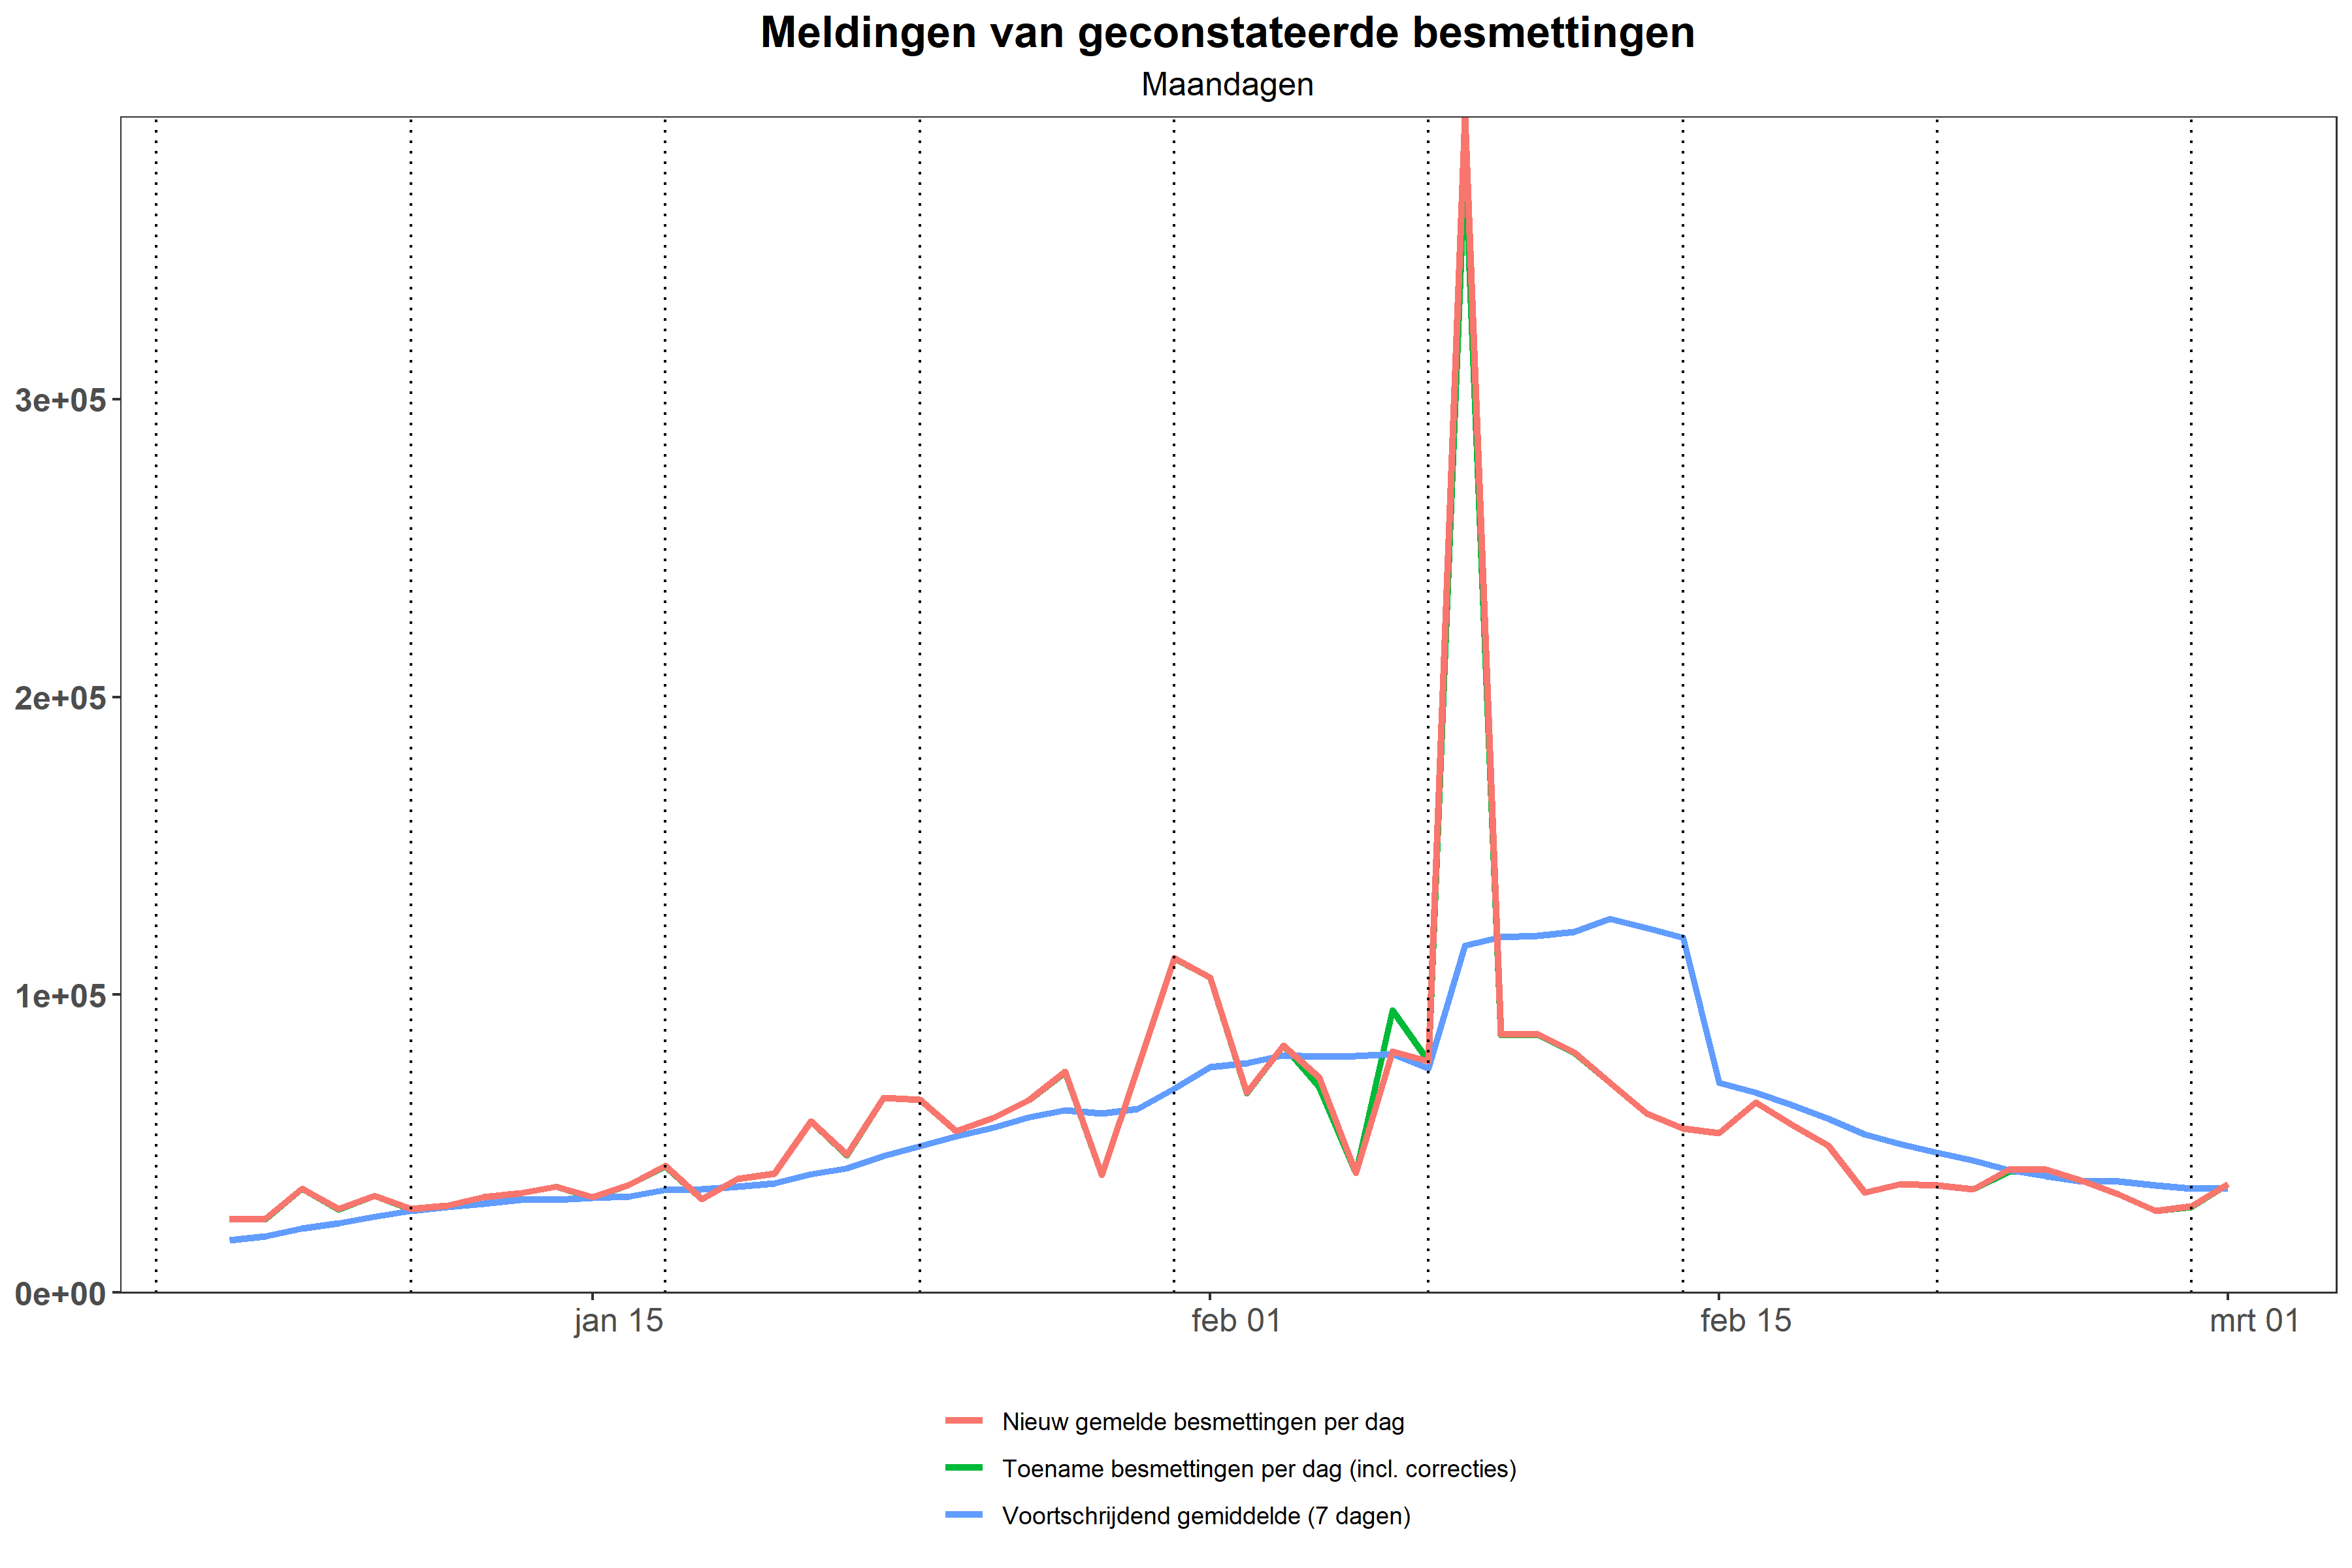 Meldingen van geconstateerde besmettingen
Maandagen
3e+05
2e+05
1e+05
0e+00
jan 15
feb 01
feb 15
mrt 01
Nieuw gemelde besmettingen per dag
Toename besmettingen per dag (incl. correcties)
Voortschrijdend gemiddelde (7 dagen)